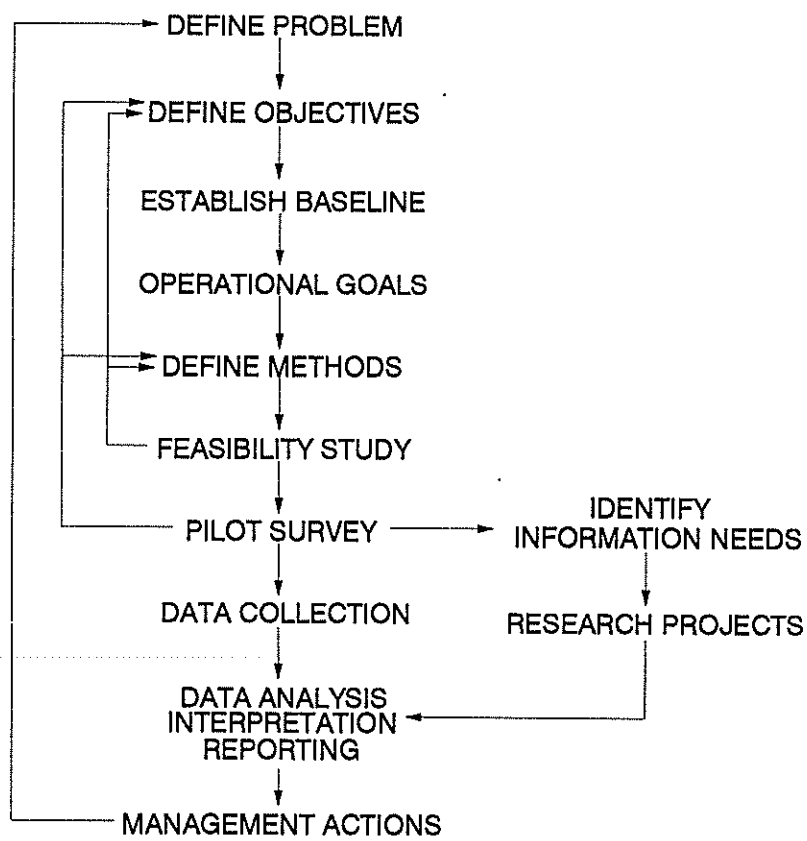 DEFINE PROBLEM
DEFINE OBJECTIVES
ESTABLISH BASELINE
OPERATIONAL GOALS
DEFINE METHODS
FEASIBILITY STUDY
PILOT SURVEY
IDENTIFY
INFORMATION NEEDS
DATA COLLECTION
RESEARCH PROJECTS
DATA ANALYSIS
INTERPRETATION
REPORTING
MANAGEMENT ACTIONS